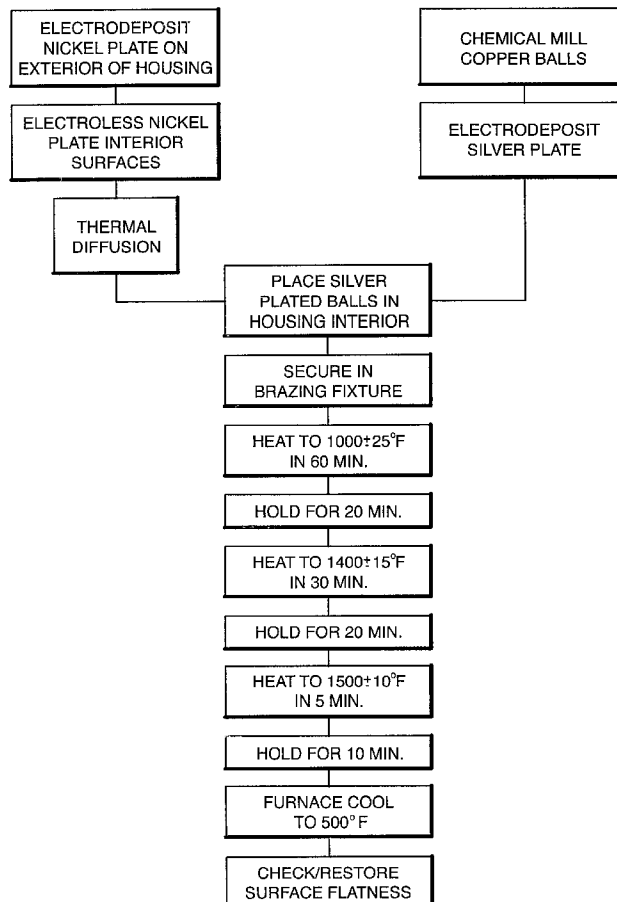 ELECTRODEPOSIT
NICKEL PLATE ON
EXTERIOR OF HOUSING
ELECTROLESS NICKEL
PLATE INTERIOR
SURFACES
THERMAL
DIFFUSION
CHEMICAL MILL
COPPER BALLS
ELECTRODEPOSIT
SILVER PLATE
PLACE SILVER
PLATED BALLS IN
HOUSING INTERIOR
SECURE IN
BRAZING FIXTURE
HEAT TO 1000±25°F
IN 60 MIN.
HOLD FOR 20 MIN.
HEAT TO 1400±15°F
IN 30 MIN.
HOLD FOR 20 MIN.
HEAT TO 1500±10°F
IN 5 MIN.
HOLD FOR 10 MIN.
FURNACE COOL
TO 500°F
CHECK/RESTORE
SURFACE FLATNESS